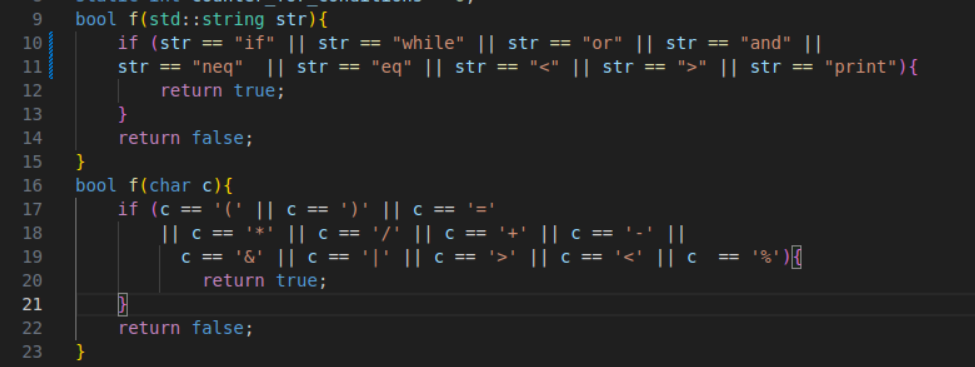 9 bool f(std::string str){
10     if (str == "if" || str == "while" || str == "or" || str == "and" ||
11     str == "neq"  || str == "eq" || str == "<" || str == ">" || str == "print"){
12         return true;
13     }
14     return false;
15 }
16 bool f(char c){
17     if (c == '(' || c == ')' || c == '='
18         || c == '*' || c == '/' || c == '+' || c == '-' ||
19           c == '&' || c == '|' || c == '>' || c == '<' || c  == '%'){
20             return true;
21     }
22     return false;
23 }